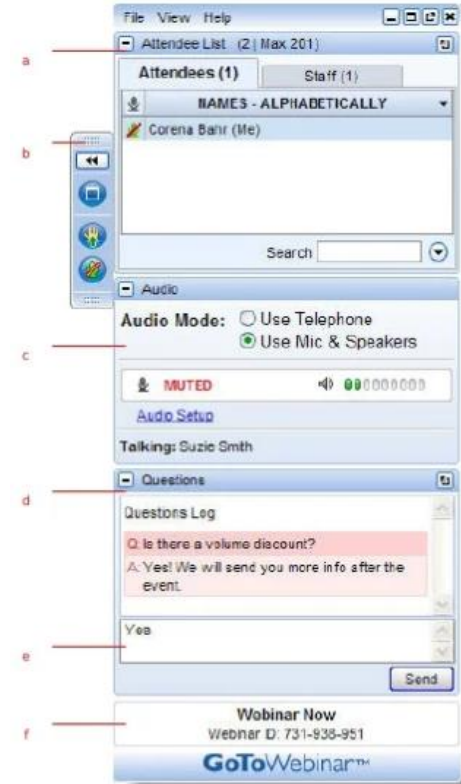 File View Help
a
Attendee List (2 | Max 201)
Attendees (1)
Staff (1)
NAMES - ALPHABETICALLY
Corena Bahr (Me)
b
Search
Audio
Audio Mode: Use Telephone
Use Mic & Speakers
c
MUTED
Audio Setup
Talking: Suzie Smth
Questions
d
Questions Log
Q: Is there a volume discount?
A: Yes! We will send you more info after the
event.
Yes
e
Send
Webinar Now
f
Webinar ID: 731-938-951
GoToWebinar™